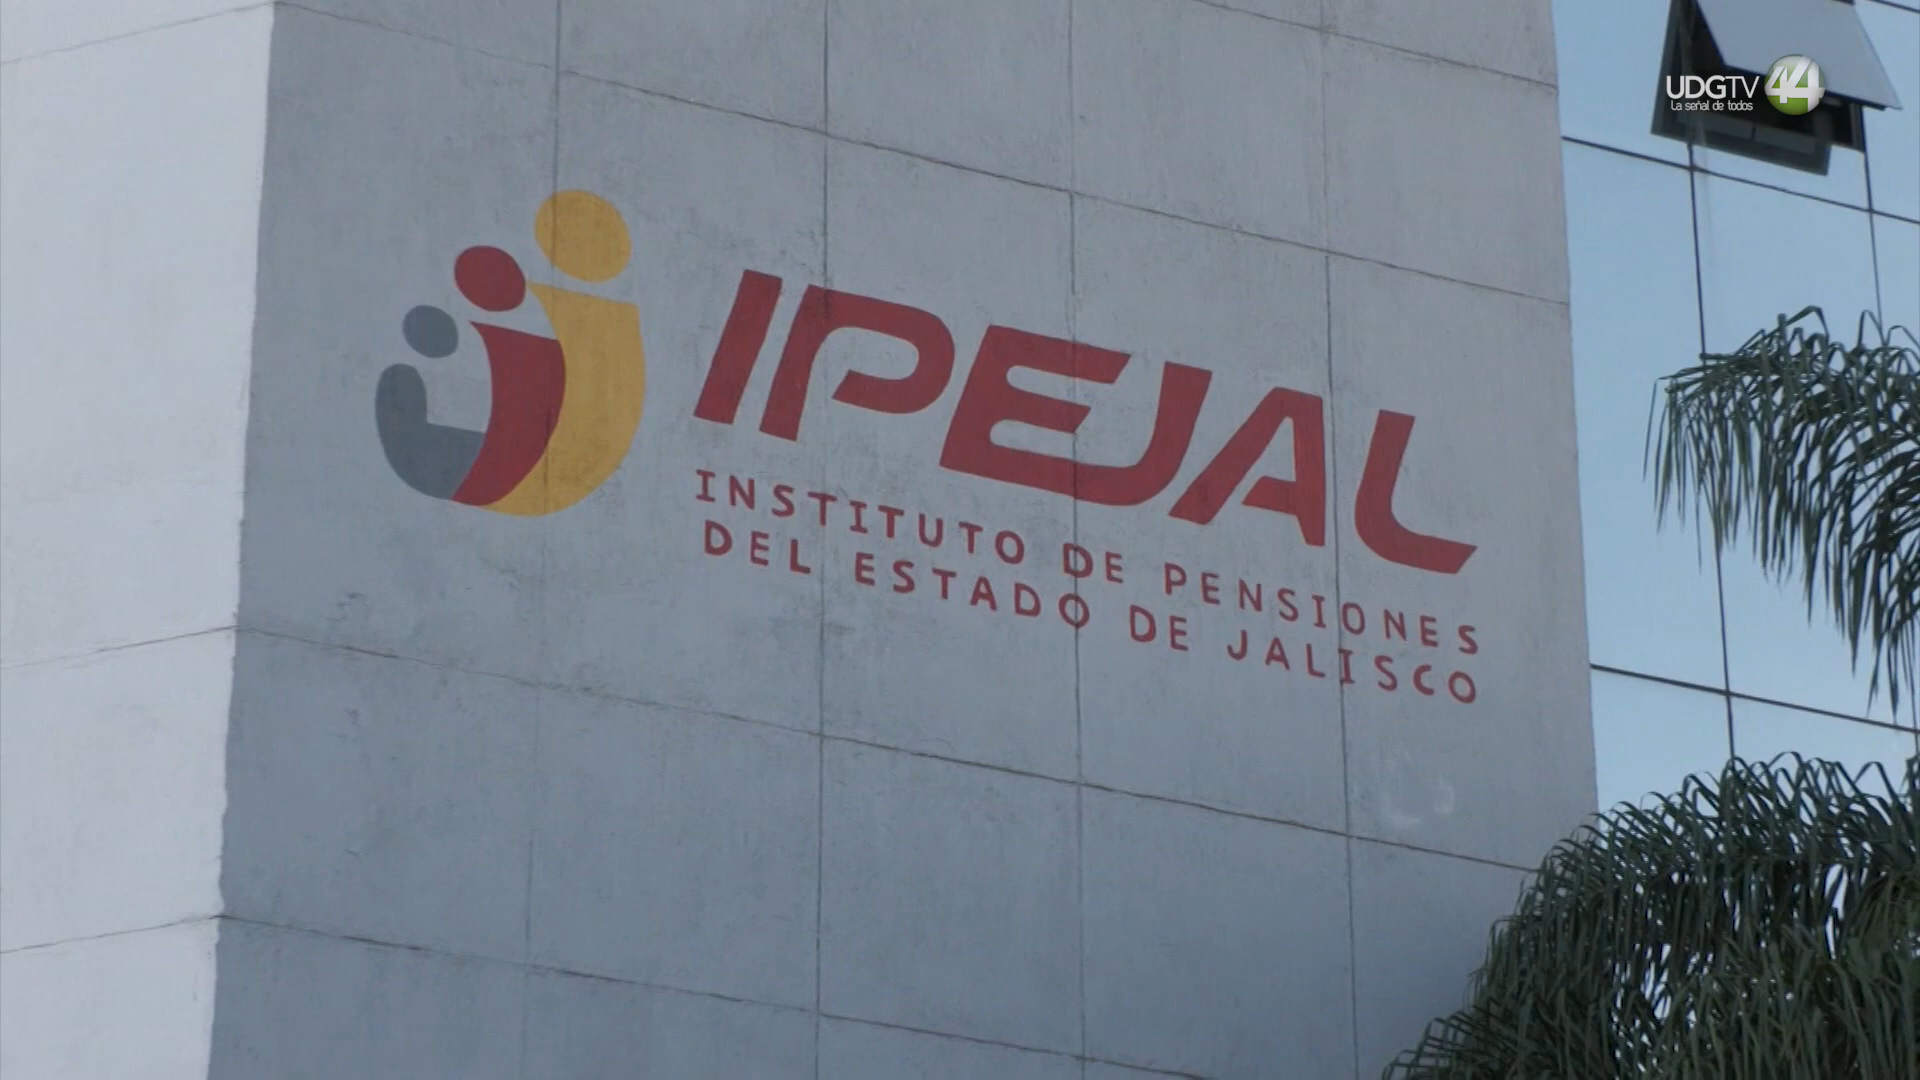 UDGTV 44
La señal de todos
IPEJAL
INSTITUTO DE PENSIONES
DEL ESTADO DE JALISCO